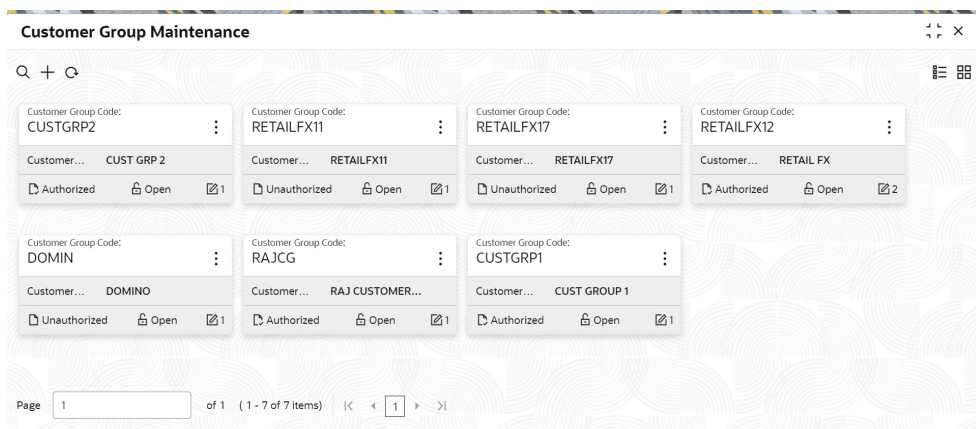 Customer Group Maintenance
Customer Group Code:
CUSTGRP2
Customer... CUST GRP 2
Authorized Open 1
Customer Group Code:
RETAILFX11
Customer... RETAILFX11
Unauthorized Open 1
Customer Group Code:
RETAILFX17
Customer... RETAILFX17
Unauthorized Open 1
Customer Group Code:
RETAILFX12
Customer... RETAIL FX
Authorized Open 2
Customer Group Code:
DOMIN
Customer... DOMINO
Unauthorized Open 1
Customer Group Code:
RAJCG
Customer... RAJ CUSTOMER...
Authorized Open 1
Customer Group Code:
CUSTGRP1
Customer... CUST GROUP 1
Authorized Open 1
Page 1 of 1 ( 1 - 7 of 7 items) 1